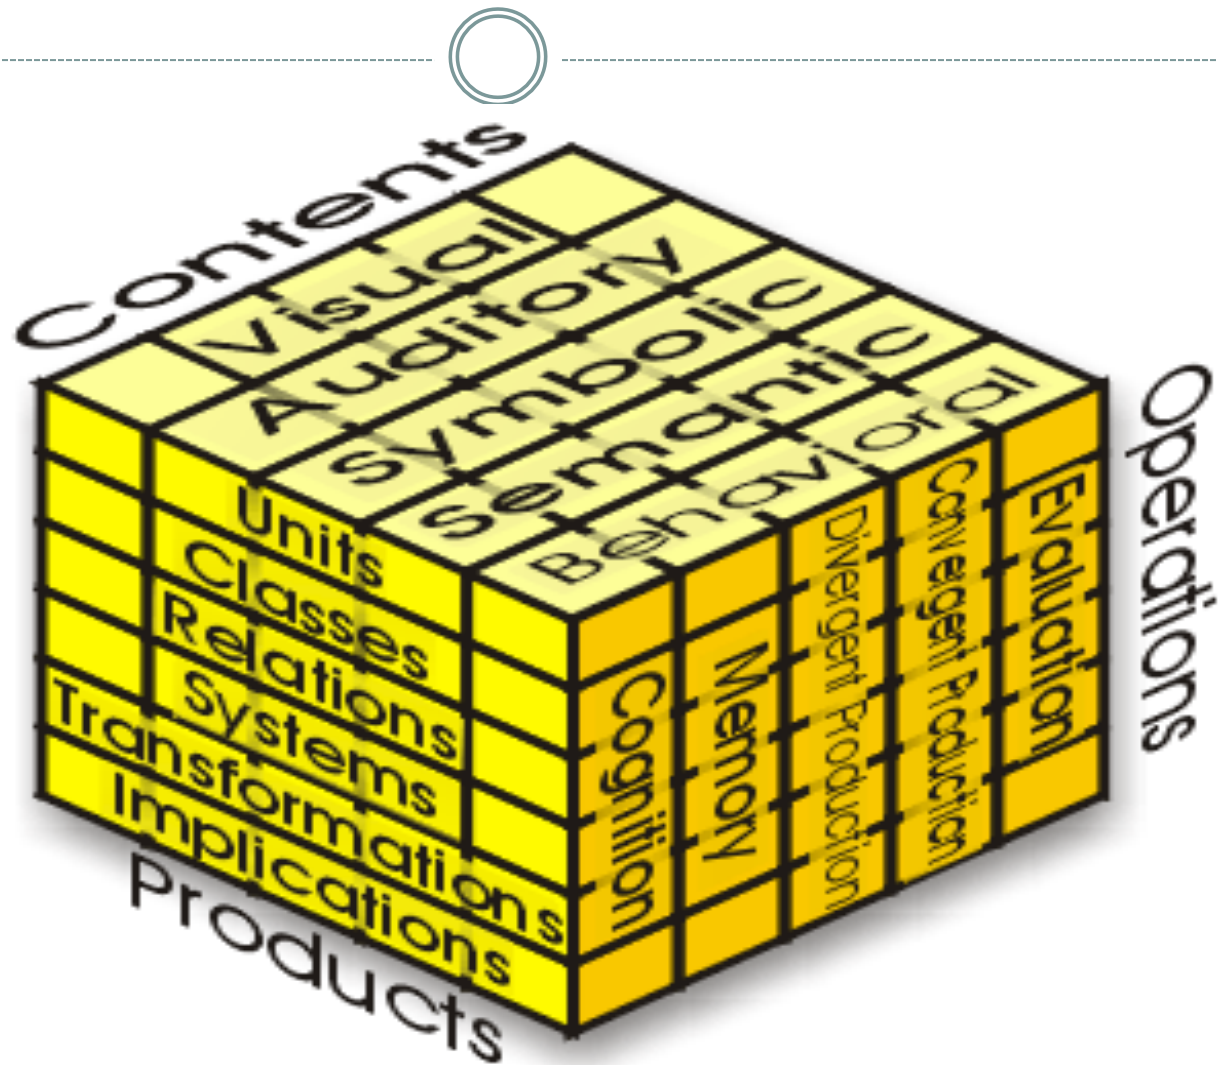 Contents
Visual
Auditory
Symbolic
Semantic
Behavioral
Units
Classes
Relations
Systems
Transformations
Implications
Products
Cognition
Memory
Divergent Production
Convegent Production
Evaluation
Operations